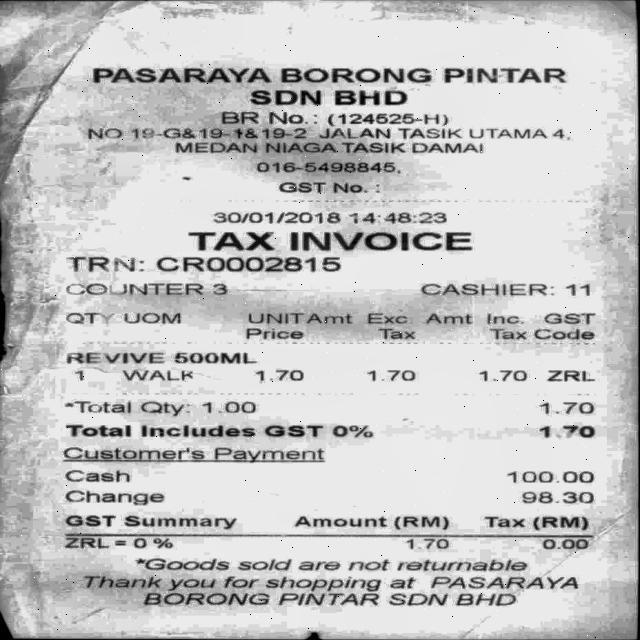 PASARAYA BORONG PINTAR
SDN BHD
BR No.: (124525-H)
NO 19-G&19-1&19-2 JALAN TASIK UTAMA 4,
MEDAN NIAGA TASIK DAMAI
016-5498845,
GST No. :
30/01/2018 14:48:23
TAX INVOICE
TRN: CR0002815
COUNTER 3 CASHIER: 11
QTY UOM UNIT Amt Exc Amt Inc. GST
Price Tax Tax Code
REVIVE 500ML
1 WALK 1.70 1.70 1.70 ZRL
*Total Qty: 1.00 1.70
Total Includes GST 0% 1.70
Customer's Payment
Cash 100.00
Change 98.30
GST Summary Amount (RM) Tax (RM)
ZRL = 0 % 1.70 0.00
*Goods sold are not returnable
Thank you for shopping at PASARAYA
BORONG PINTAR SDN BHD